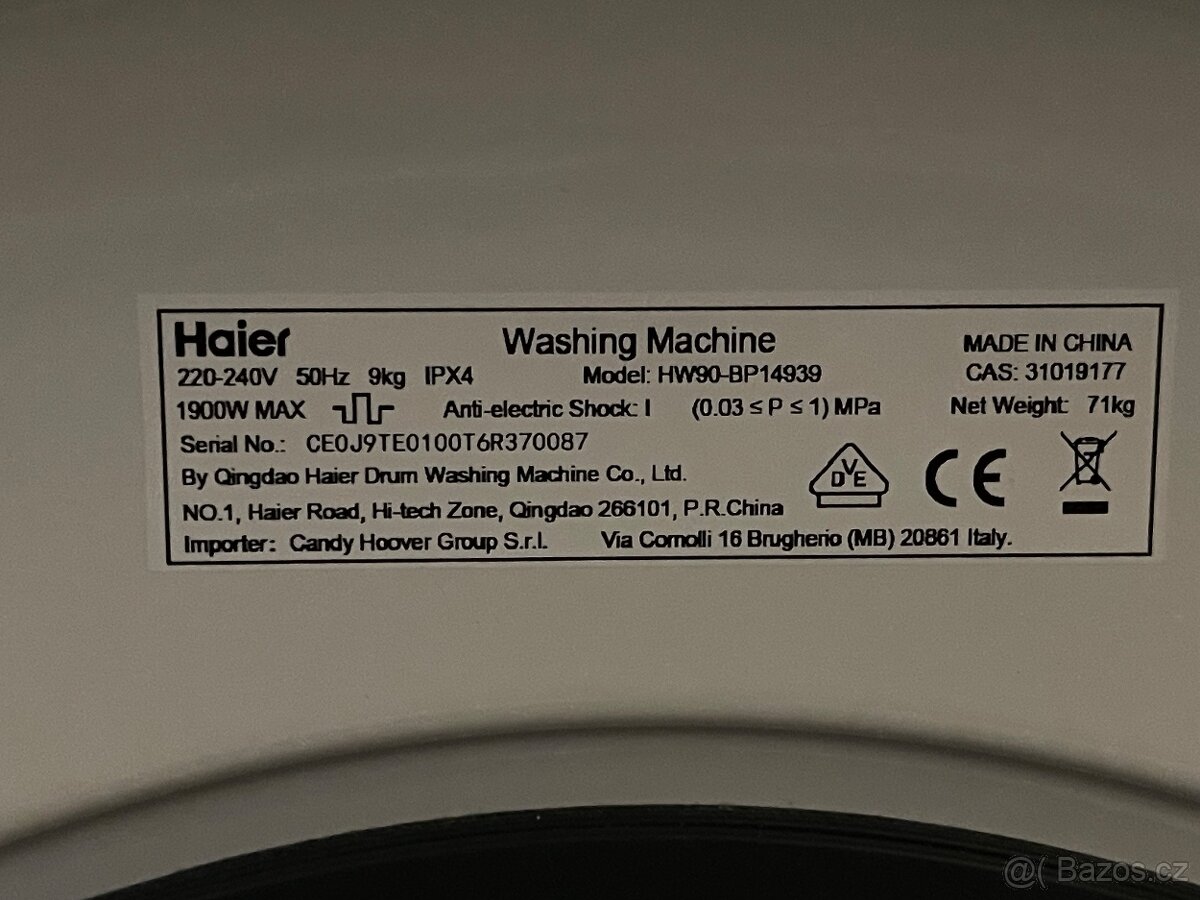 Haier Washing Machine MADE IN CHINA
220-240V 50Hz 9kg IPX4 Model: HW90-BP14939 CAS: 31019177
1900W MAX Anti-electric Shock: I (0.03 ≤ P ≤ 1) MPa Net Weight: 71kg
Serial No.: CE0J9TE0100T6R370087
By Qingdao Haier Drum Washing Machine Co., Ltd.
DVE CE
NO.1, Haier Road, Hi-tech Zone, Qingdao 266101, P.R.China
Importer: Candy Hoover Group S.r.l. Via Comolli 16 Brugherio (MB) 20861 Italy.
@( Bazos.cz